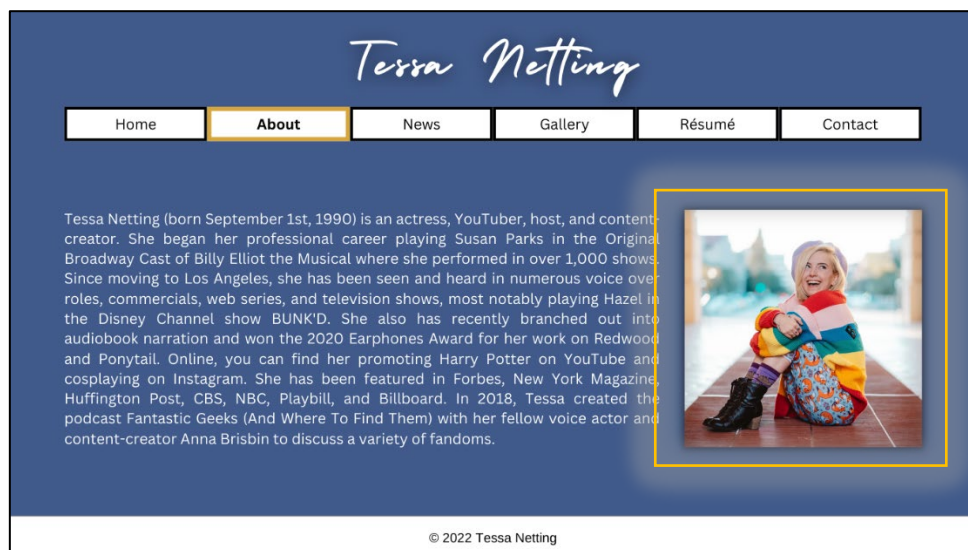 Tessa Netting
Home About News Gallery Résumé Contact
Tessa Netting (born September 1st, 1990) is an actress, YouTuber, host, and content-
creator. She began her professional career playing Susan Parks in the Original
Broadway Cast of Billy Elliot the Musical where she performed in over 1,000 shows.
Since moving to Los Angeles, she has been seen and heard in numerous voice over
roles, commercials, web series, and television shows, most notably playing Hazel in
the Disney Channel show BUNK'D. She also has recently branched out into
audiobook narration and won the 2020 Earphones Award for her work on Redwood
and Ponytail. Online, you can find her promoting Harry Potter on YouTube and
cosplaying on Instagram. She has been featured in Forbes, New York Magazine,
Huffington Post, CBS, NBC, Playbill, and Billboard. In 2018, Tessa created the
podcast Fantastic Geeks (And Where To Find Them) with her fellow voice actor and
content-creator Anna Brisbin to discuss a variety of fandoms.
© 2022 Tessa Netting